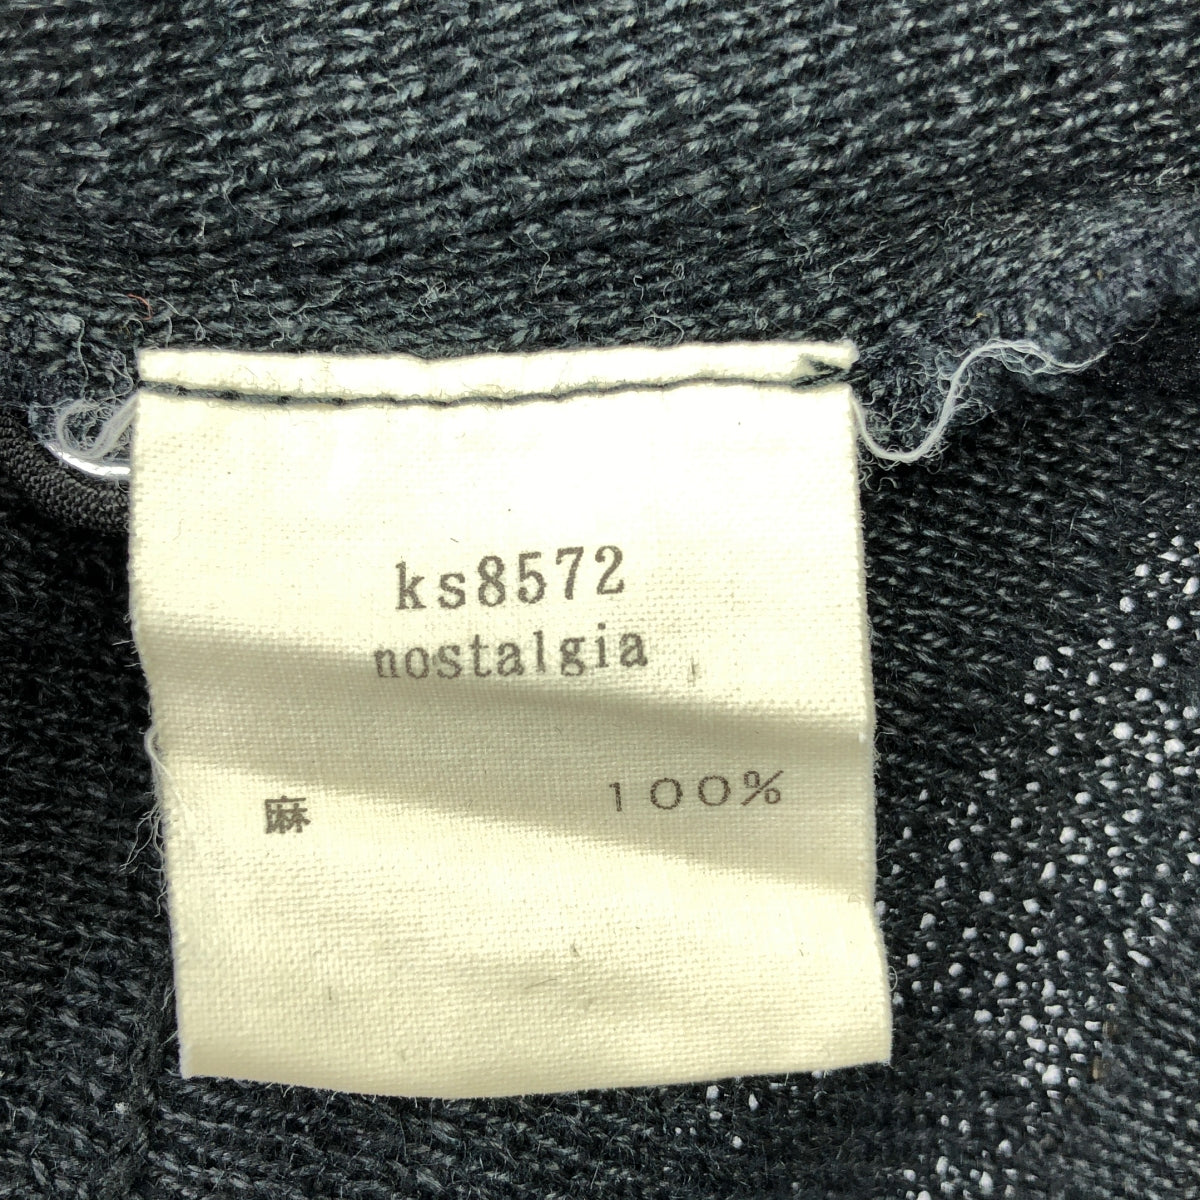 ks8572
nostalgia
麻 100%